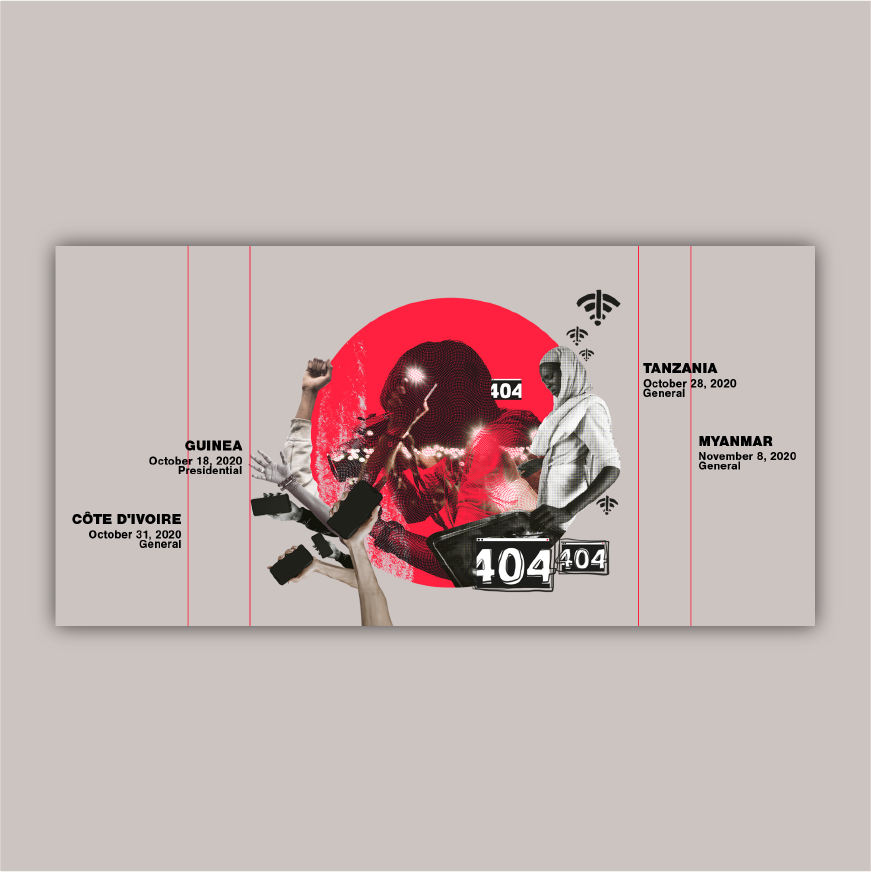 GUINEA
October 18, 2020
Presidential
CÔTE D'IVOIRE
October 31, 2020
General
404
404
404
TANZANIA
October 28, 2020
General
MYANMAR
November 8, 2020
General